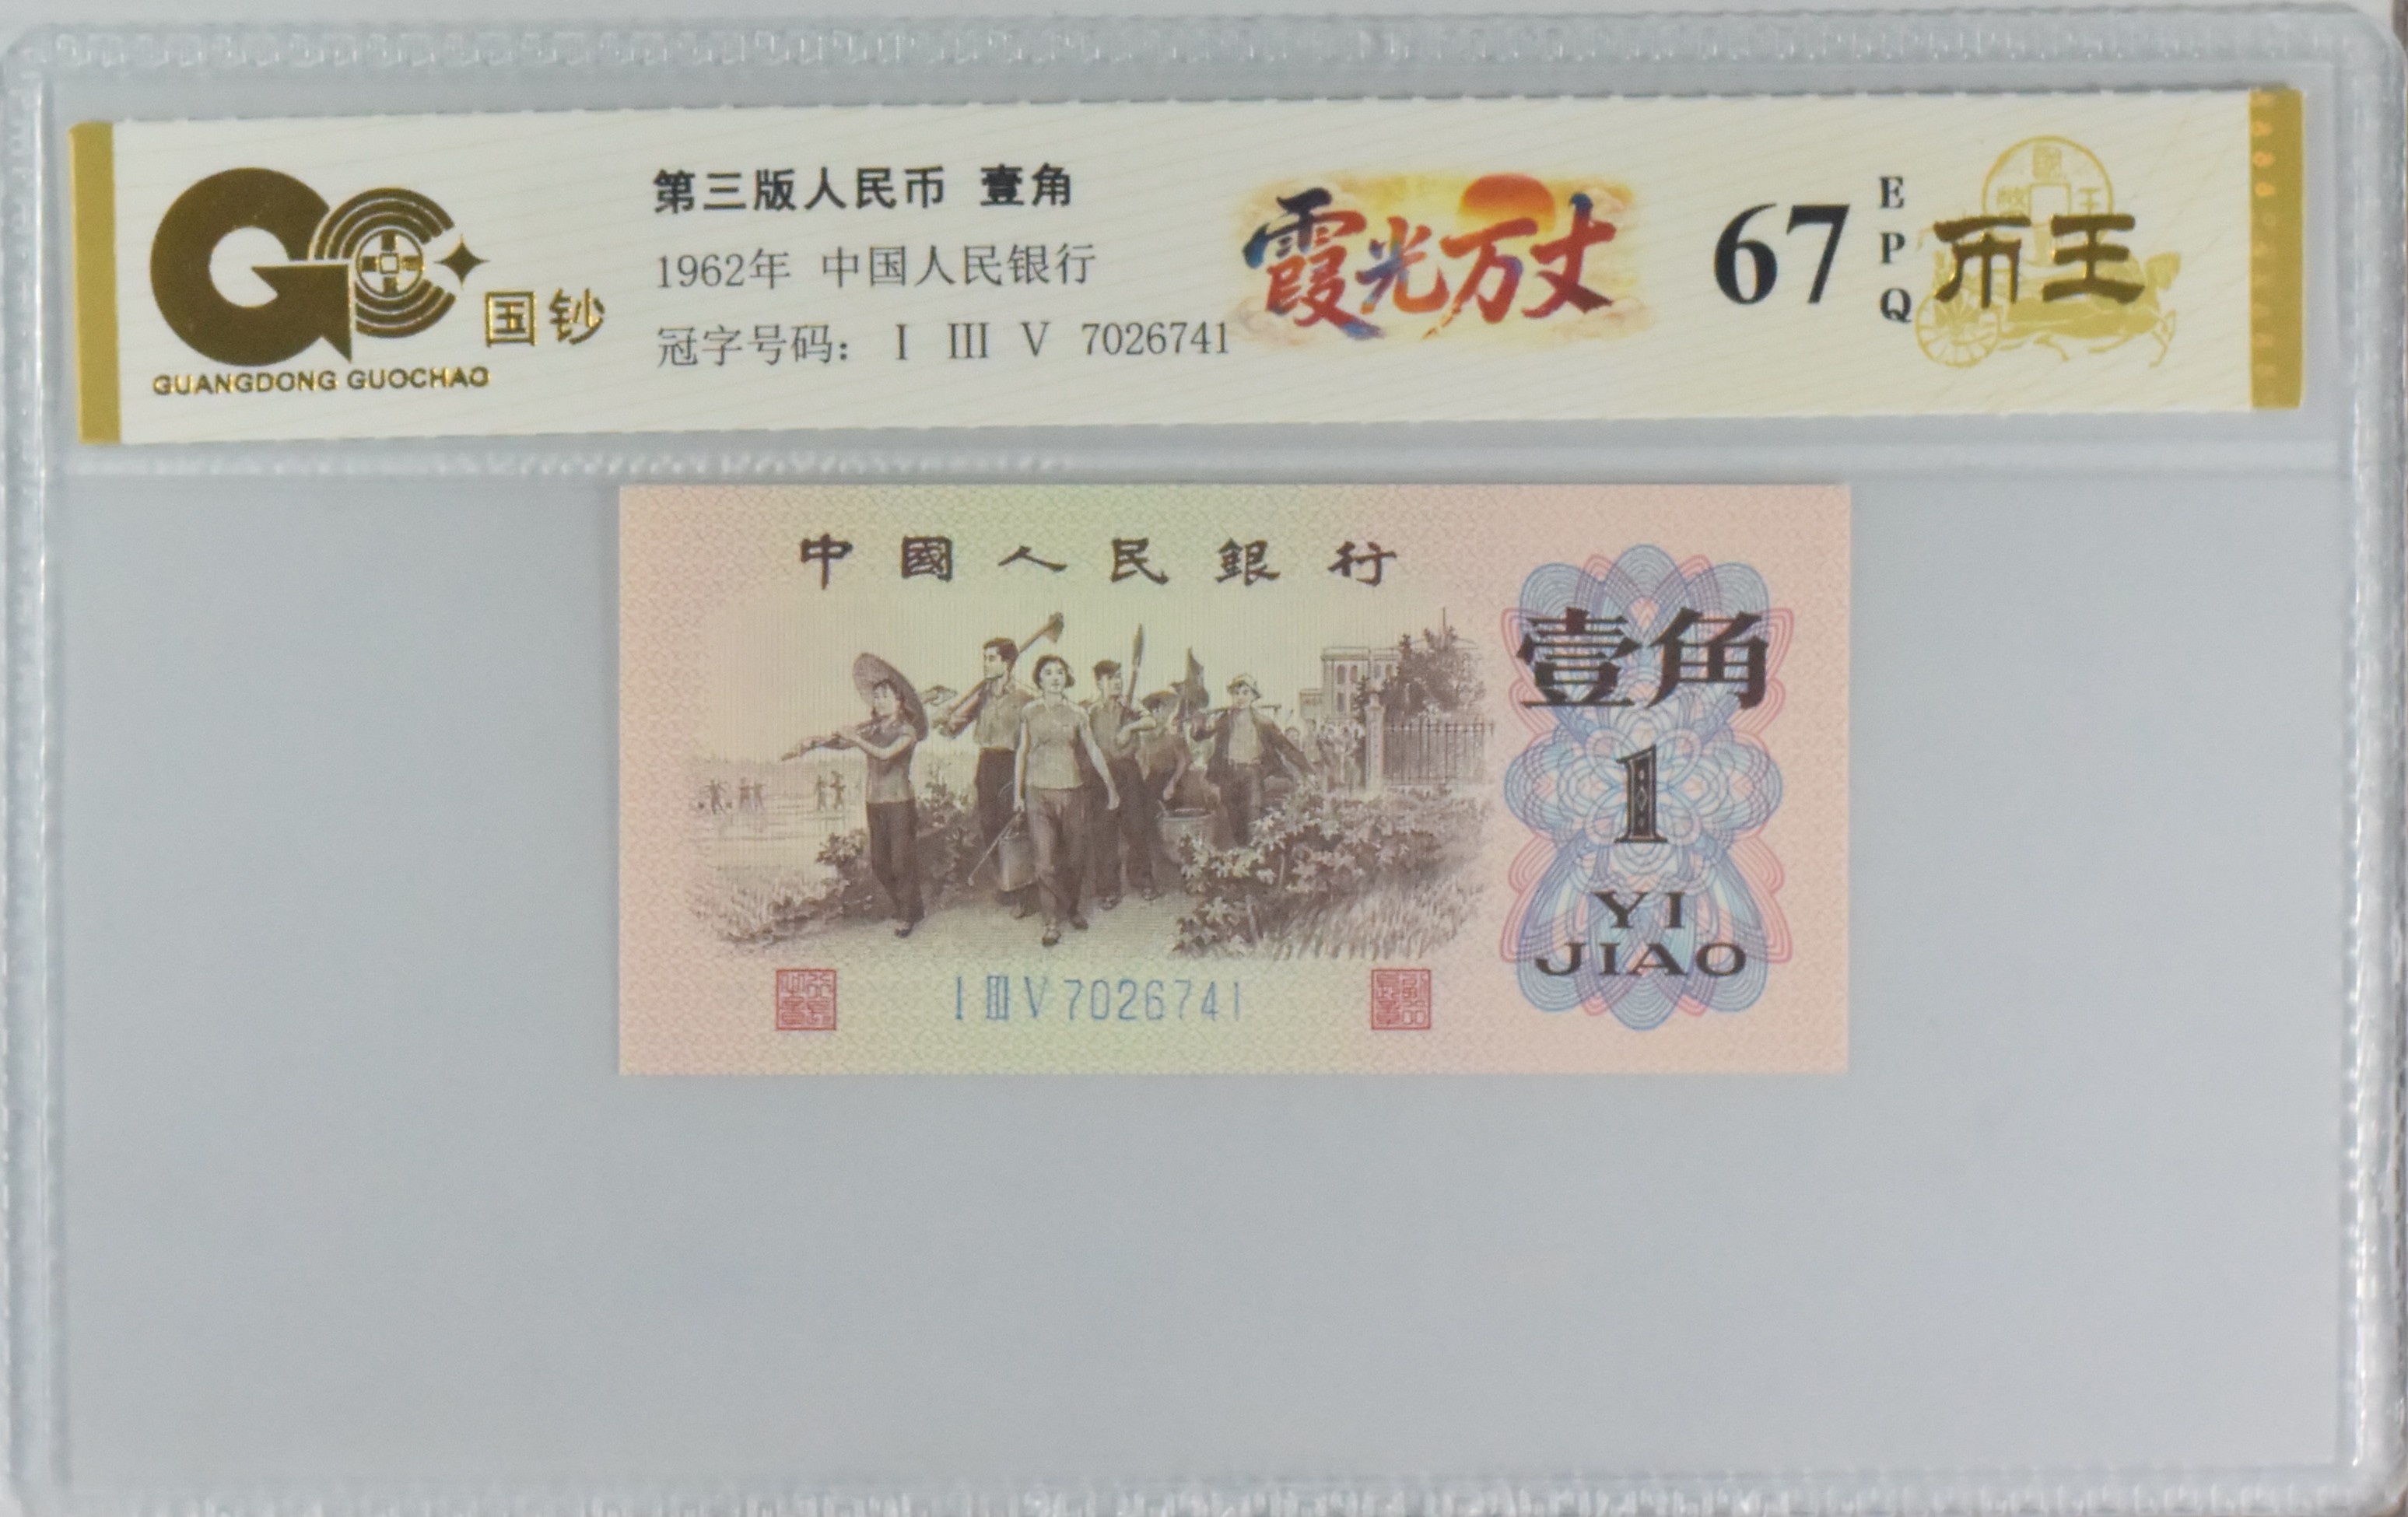 国钞
GUANGDONG GUOCHAO
第三版人民币 壹角
1962年 中国人民银行
冠字号码： I III V 7026741
霞光万丈
67
EPQ
币王
中國人民銀行
壹角
1
YI
JIAO
I III V 7026741